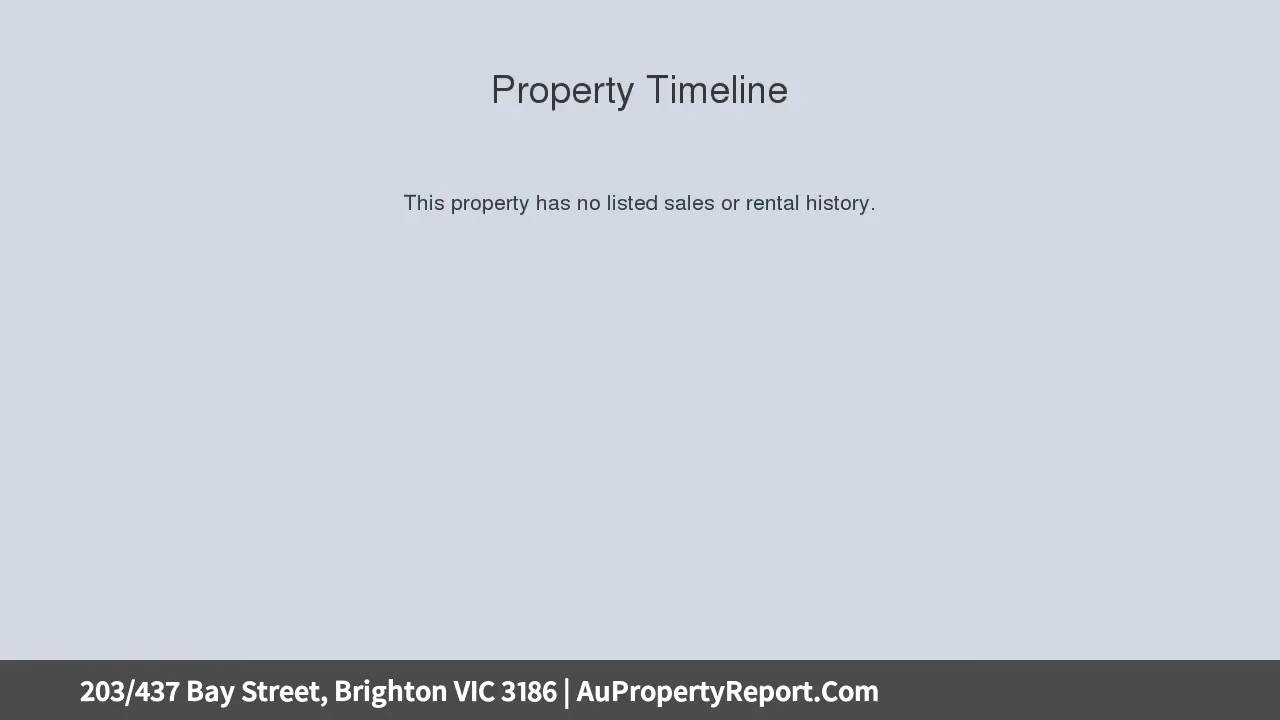 Property Timeline
This property has no listed sales or rental history.
203/437 Bay Street, Brighton VIC 3186 | AuPropertyReport.Com